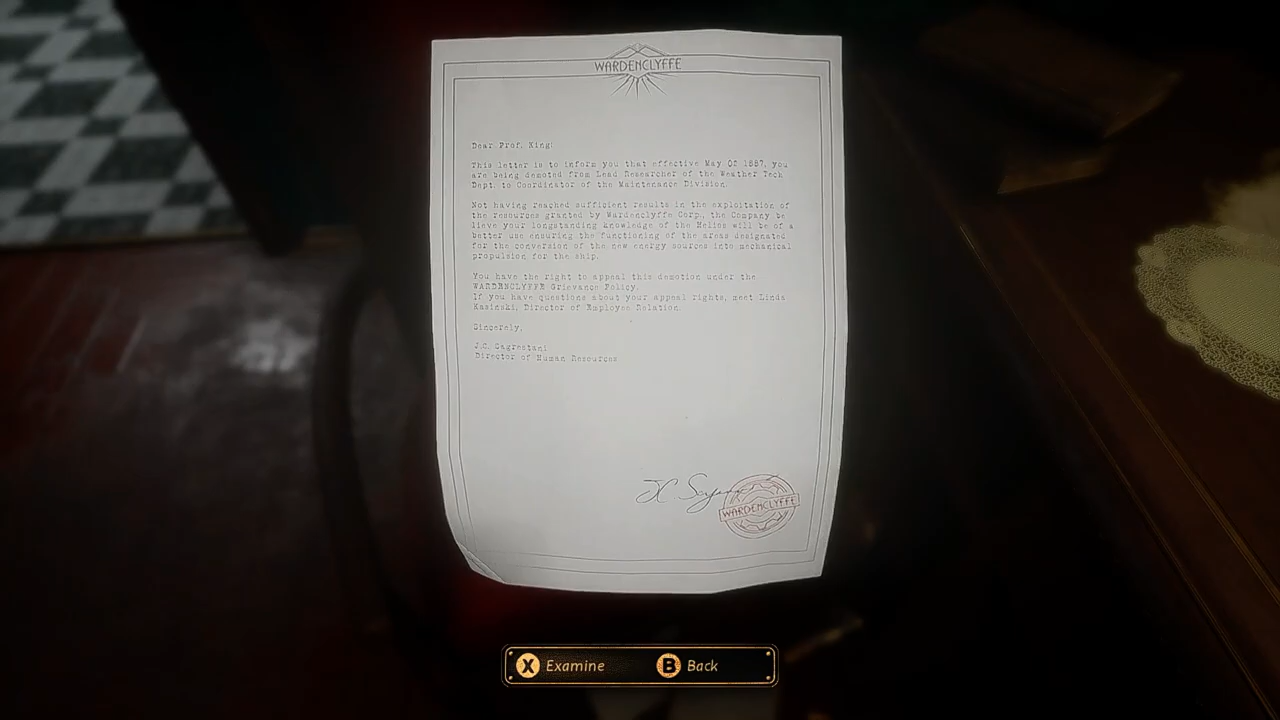 WARDENCLYFFE
Dear Prof. King:
This letter is to inform you that effective May 02 1887, you
are being demoted from Lead Researcher of the Weather Tech
Dept. to Coordinator of the Maintenance Division.
Not having reached sufficient results in the exploitation of
the resources granted by Wardenclyffe Corp., the Company be
lieve your longstanding knowledge of the Helios will be of a
better use ensuring the functioning of the areas designated
for the conversion of the new energy sources into mechanical
propulsion for the ship.
You have the right to appeal this demotion under the
WARDENCLYFFE Grievance Policy.
If you have questions about your appeal rights, meet Linda
Kasinski, Director of Employee Relation.
Sincerely,
J.C. Sagrestani
Director of Human Resources
J.C.
WARDENCLYFFE
X Examine B Back